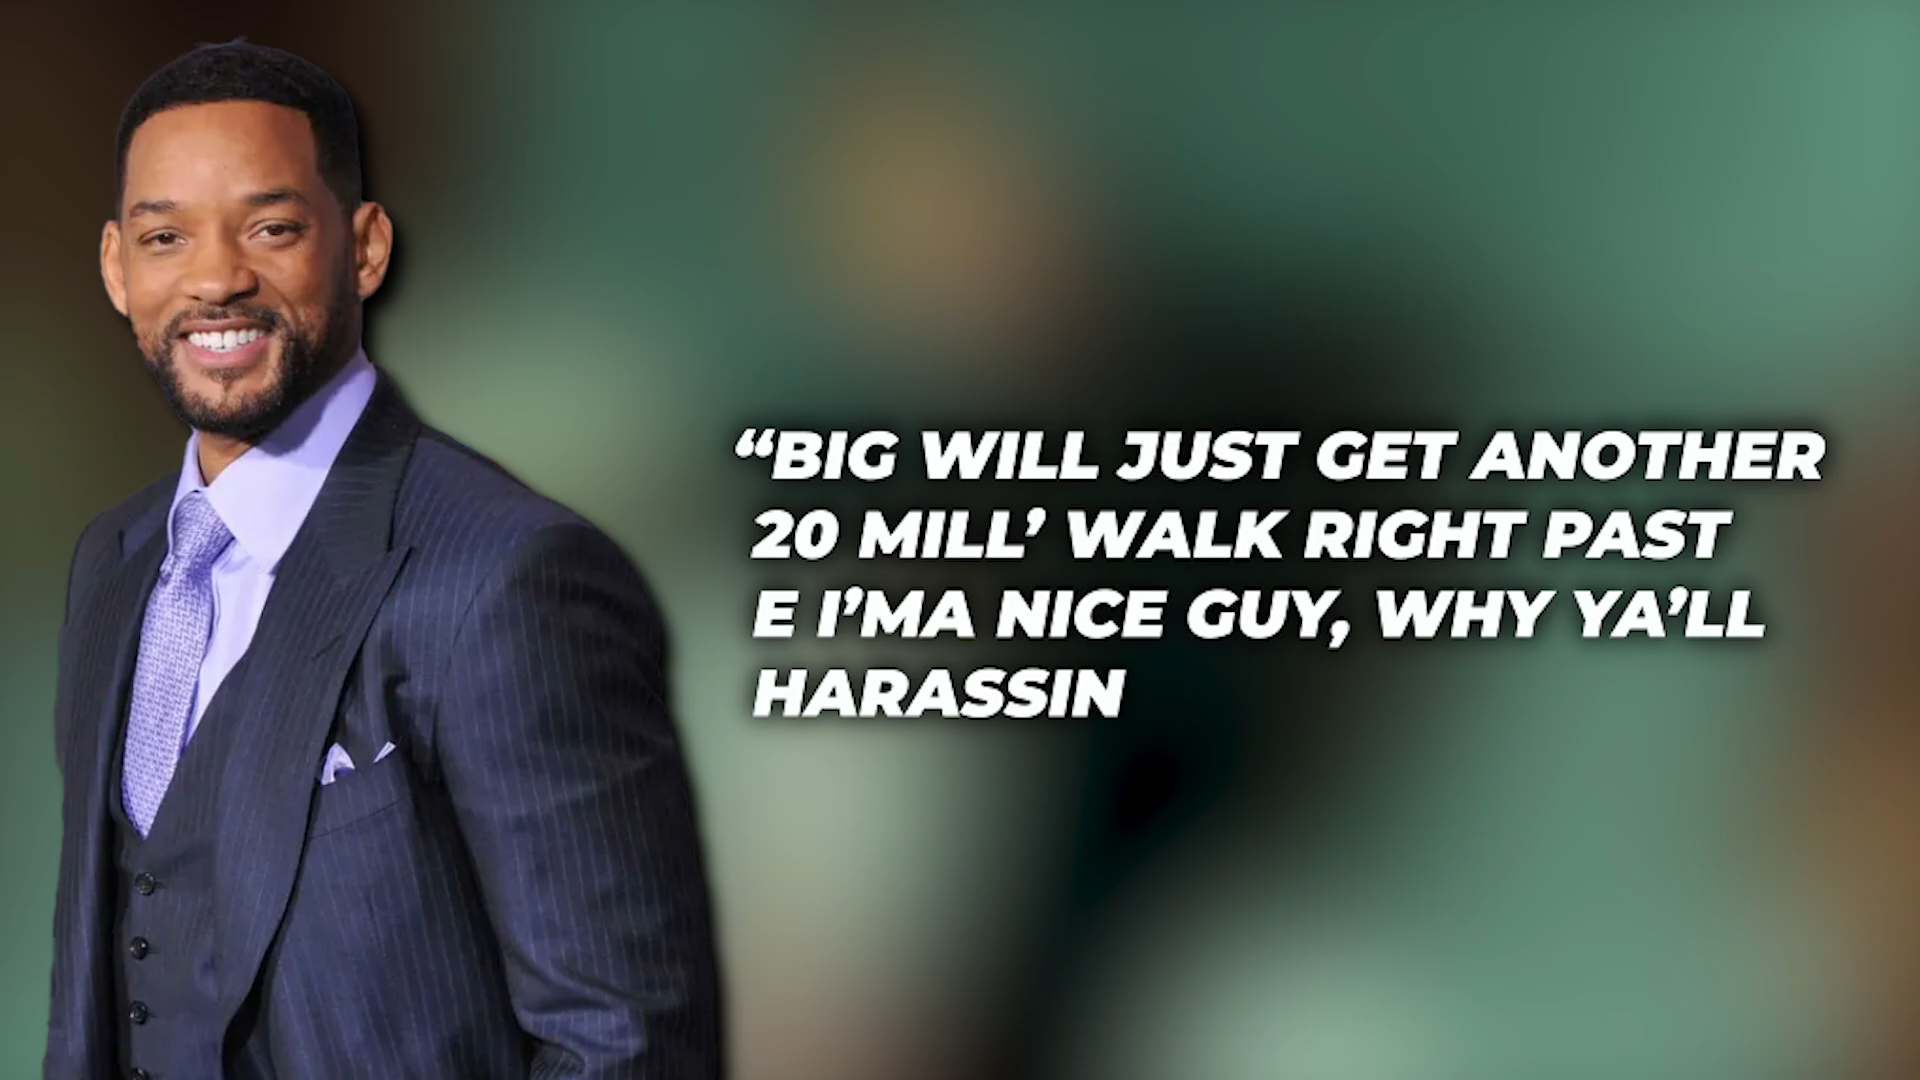 “BIG WILL JUST GET ANOTHER
20 MILL’ WALK RIGHT PAST
E I’MA NICE GUY, WHY YA’LL
HARASSIN